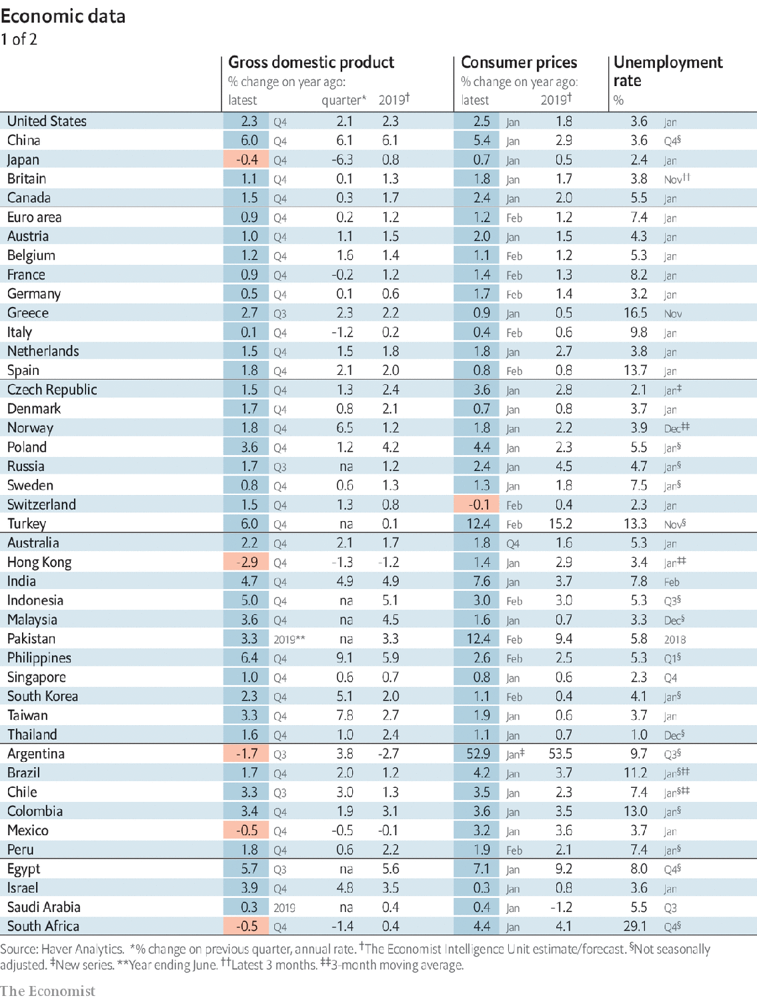 Economic data
1 of 2
Gross domestic product Consumer prices Unemployment
% change on year ago: % change on year ago: rate
latest quarter* 2019† latest 2019† %
United States 2.3 Q4 2.1 2.3 2.5 Jan 1.8 3.6 Jan
China 6.0 Q4 6.1 6.1 5.4 Jan 2.9 3.6 Q4§
Japan -0.4 Q4 -6.3 0.8 0.7 Jan 0.5 2.4 Jan
Britain 1.1 Q4 0.1 1.3 1.8 Jan 1.7 3.8 Nov††
Canada 1.5 Q4 0.3 1.7 2.4 Jan 2.0 5.5 Jan
Euro area 0.9 Q4 0.2 1.2 1.2 Feb 1.2 7.4 Jan
Austria 1.0 Q4 1.1 1.5 2.0 Jan 1.5 4.3 Jan
Belgium 1.2 Q4 1.6 1.4 1.1 Feb 1.2 5.3 Jan
France 0.9 Q4 -0.2 1.2 1.4 Feb 1.3 8.2 Jan
Germany 0.5 Q4 0.1 0.6 1.7 Feb 1.4 3.2 Jan
Greece 2.7 Q3 2.3 2.2 0.9 Jan 0.5 16.5 Nov
Italy 0.1 Q4 -1.2 0.2 0.4 Feb 0.6 9.8 Jan
Netherlands 1.5 Q4 1.5 1.8 1.8 Jan 2.7 3.8 Jan
Spain 1.8 Q4 2.1 2.0 0.8 Feb 0.8 13.7 Jan
Czech Republic 1.5 Q4 1.3 2.4 3.6 Jan 2.8 2.1 Jan‡
Denmark 1.7 Q4 0.8 2.1 0.7 Jan 0.8 3.7 Jan
Norway 1.8 Q4 6.5 1.2 1.8 Jan 2.2 3.9 Dec‡‡
Poland 3.6 Q4 1.2 4.2 4.4 Jan 2.3 5.5 Jan§
Russia 1.7 Q3 na 1.2 2.4 Jan 4.5 4.7 Jan§
Sweden 0.8 Q4 0.6 1.3 1.3 Jan 1.8 7.5 Jan§
Switzerland 1.5 Q4 1.3 0.8 -0.1 Feb 0.4 2.3 Jan
Turkey 6.0 Q4 na 0.1 12.4 Feb 15.2 13.3 Nov§
Australia 2.2 Q4 2.1 1.7 1.8 Q4 1.6 5.3 Jan
Hong Kong -2.9 Q4 -1.3 -1.2 1.4 Jan 2.9 3.4 Jan‡‡
India 4.7 Q4 4.9 4.9 7.6 Jan 3.7 7.8 Feb
Indonesia 5.0 Q4 na 5.1 3.0 Feb 3.0 5.3 Q3§
Malaysia 3.6 Q4 na 4.5 1.6 Jan 0.7 3.3 Dec§
Pakistan 3.3 2019** na 3.3 12.4 Feb 9.4 5.8 2018
Philippines 6.4 Q4 9.1 5.9 2.6 Feb 2.5 5.3 Q1§
Singapore 1.0 Q4 0.6 0.7 0.8 Jan 0.6 2.3 Q4
South Korea 2.3 Q4 5.1 2.0 1.1 Feb 0.4 4.1 Jan§
Taiwan 3.3 Q4 7.8 2.7 1.9 Jan 0.6 3.7 Jan
Thailand 1.6 Q4 1.0 2.4 1.1 Jan 0.7 1.0 Dec§
Argentina -1.7 Q3 3.8 -2.7 52.9 Jan‡ 53.5 9.7 Q3§
Brazil 1.7 Q4 2.0 1.2 4.2 Jan 3.7 11.2 Jan§‡‡
Chile 3.3 Q3 3.0 1.3 3.5 Jan 2.3 7.4 Jan§‡‡
Colombia 3.4 Q4 1.9 3.1 3.6 Jan 3.5 13.0 Jan§
Mexico -0.5 Q4 -0.5 -0.1 3.2 Jan 3.6 3.7 Jan
Peru 1.8 Q4 0.6 2.2 1.9 Feb 2.1 7.4 Jan§
Egypt 5.7 Q3 na 5.6 7.1 Jan 9.2 8.0 Q4§
Israel 3.9 Q4 4.8 3.5 0.3 Jan 0.8 3.6 Jan
Saudi Arabia 0.3 2019 na 0.4 0.4 Jan -1.2 5.5 Q3
South Africa -0.5 Q4 -1.4 0.4 4.4 Jan 4.1 29.1 Q4§
Source: Haver Analytics. *% change on previous quarter, annual rate. †The Economist Intelligence Unit estimate/forecast. §Not seasonally
adjusted. ‡New series. **Year ending June. ††Latest 3 months. ‡‡3-month moving average.
The Economist